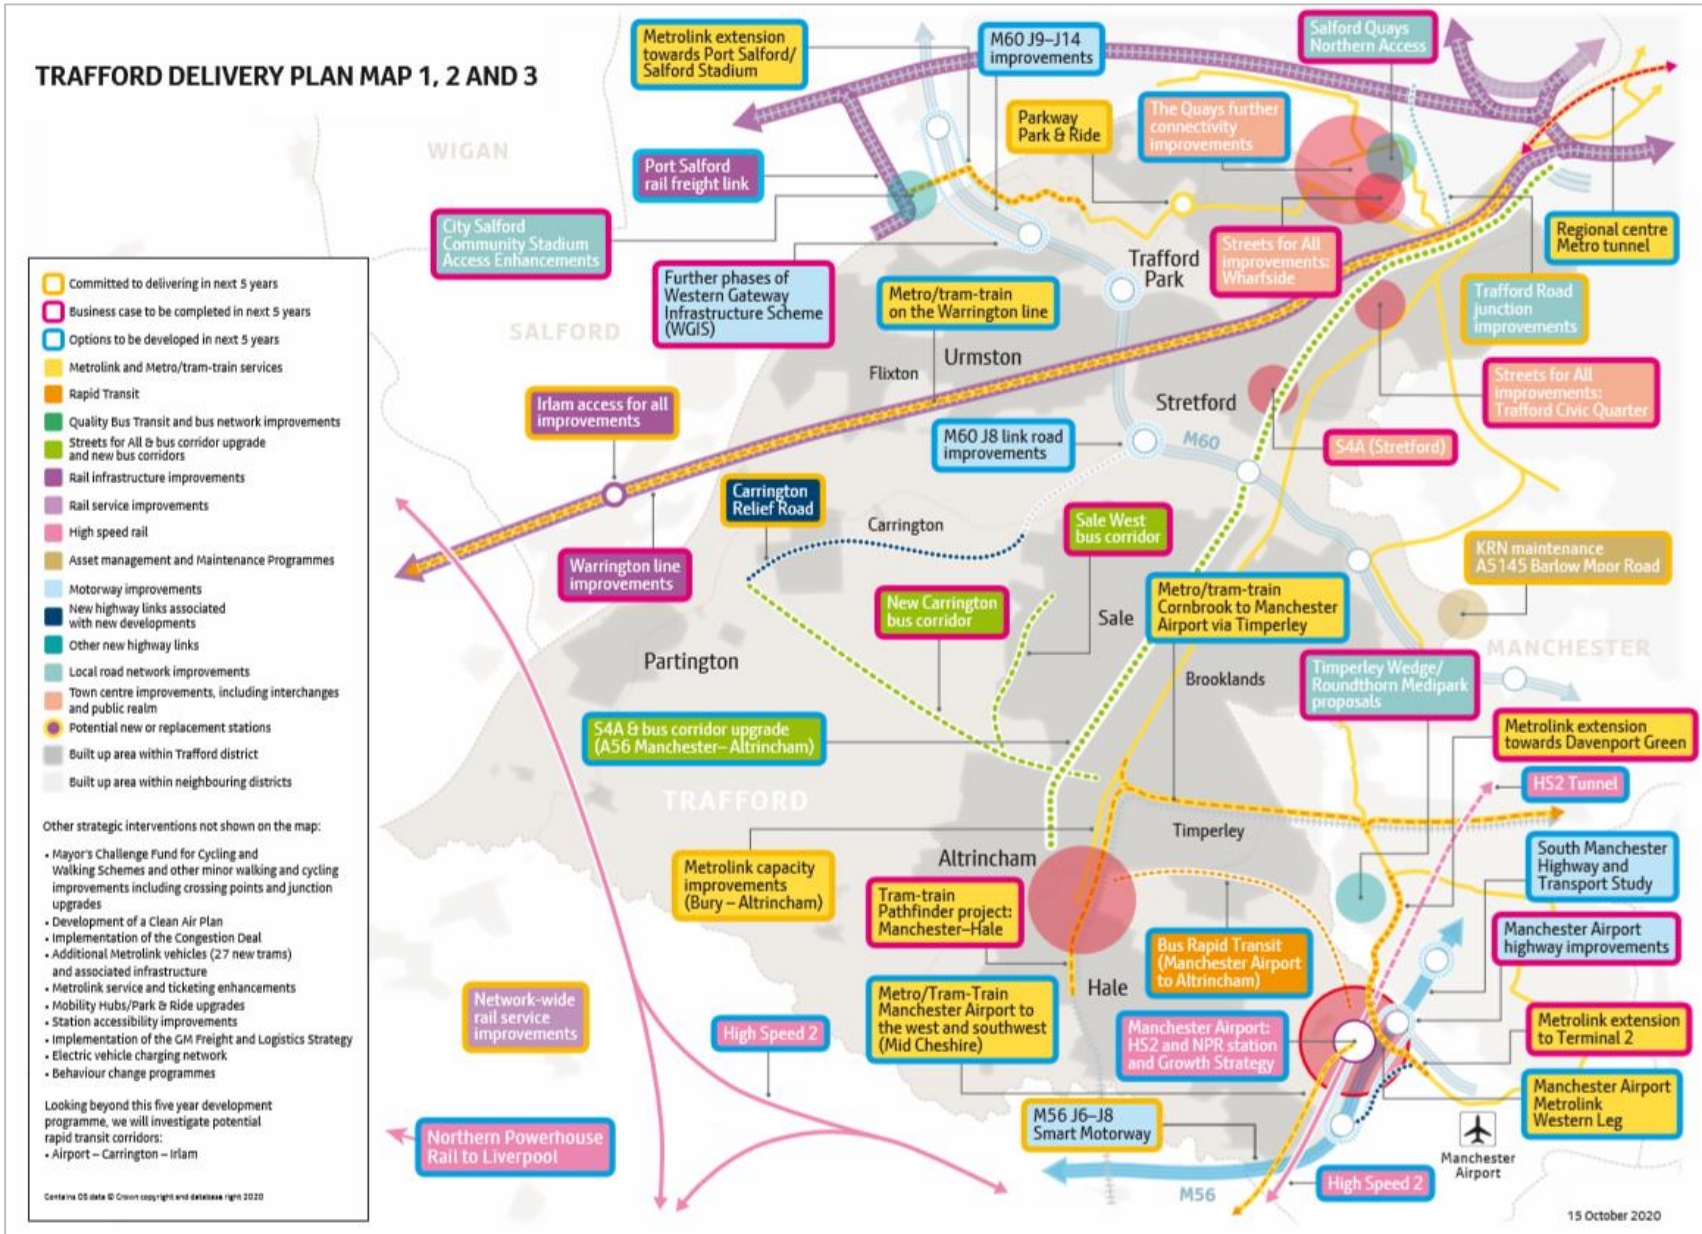 TRAFFORD DELIVERY PLAN MAP 1, 2 AND 3
Metrolink extension
towards Port Salford/
Salford Stadium
M60 J9–J14
improvements
Salford Quays
Northern Access
Parkway
Park & Ride
The Quays further
connectivity
improvements
WIGAN
Port Salford
rail freight link
City Salford
Community Stadium
Access Enhancements
Regional centre
Metro tunnel
Trafford
Park
Streets for All
improvements:
Wharfside
Further phases of
Western Gateway
Infrastructure Scheme
(WGIS)
Metro/tram-train
on the Warrington line
Trafford Road
junction
improvements
SALFORD
Urmston
Flixton
Streets for All
improvements:
Trafford Civic Quarter
Irlam access for all
improvements
Stretford
M60 J8 link road
improvements
M60
S4A (Stretford)
Carrington
Relief Road
Carrington
Sale West
bus corridor
KRN maintenance
A5145 Barlow Moor Road
Warrington line
improvements
New Carrington
bus corridor
Sale
Metro/tram-train
Cornbrook to Manchester
Airport via Timperley
MANCHESTER
Partington
Brooklands
Timperley Wedge/
Roundthorn Medipark
proposals
S4A & bus corridor upgrade
(A56 Manchester– Altrincham)
Metrolink extension
towards Davenport Green
HS2 Tunnel
TRAFFORD
Timperley
Altrincham
South Manchester
Highway and
Transport Study
Metrolink capacity
improvements
(Bury – Altrincham)
Tram-train
Pathfinder project:
Manchester–Hale
Bus Rapid Transit
(Manchester Airport
to Altrincham)
Manchester Airport
highway improvements
Hale
Network-wide
rail service
improvements
High Speed 2
Metro/Tram-Train
Manchester Airport to
the west and southwest
(Mid Cheshire)
Manchester Airport:
HS2 and NPR station
and Growth Strategy
Metrolink extension
to Terminal 2
Manchester Airport
Metrolink
Western Leg
M56 J6–J8
Smart Motorway
Northern Powerhouse
Rail to Liverpool
Manchester
Airport
High Speed 2
M56
15 October 2020
Committed to delivering in next 5 years
Business case to be completed in next 5 years
Options to be developed in next 5 years
Metrolink and Metro/tram-train services
Rapid Transit
Quality Bus Transit and bus network improvements
Streets for All & bus corridor upgrade
and new bus corridors
Rail infrastructure improvements
Rail service improvements
High speed rail
Asset management and Maintenance Programmes
Motorway improvements
New highway links associated
with new developments
Other new highway links
Local road network improvements
Town centre improvements, including interchanges
and public realm
Potential new or replacement stations
Built up area within Trafford district
Built up area within neighbouring districts
Other strategic interventions not shown on the map:
• Mayor's Challenge Fund for Cycling and
Walking Schemes and other minor walking and cycling
improvements including crossing points and junction
upgrades
• Development of a Clean Air Plan
• Implementation of the Congestion Deal
• Additional Metrolink vehicles (27 new trams)
and associated infrastructure
• Metrolink service and ticketing enhancements
• Mobility Hubs/Park & Ride upgrades
• Station accessibility improvements
• Implementation of the GM Freight and Logistics Strategy
• Electric vehicle charging network
• Behaviour change programmes
Looking beyond this five year development
programme, we will investigate potential
rapid transit corridors:
• Airport – Carrington – Irlam
Contains OS data © Crown copyright and database right 2020